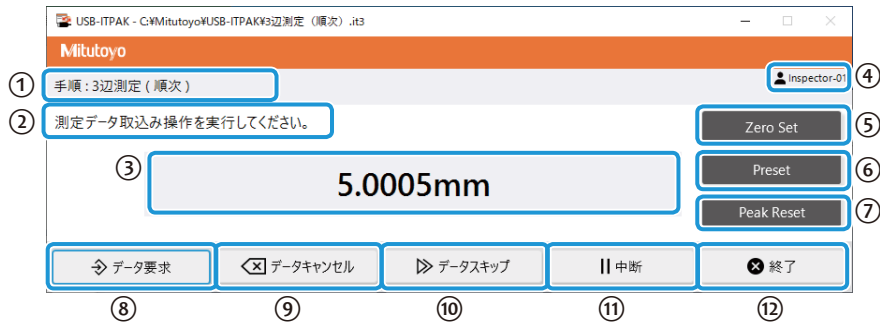 USB-ITPAK - C:¥Mitutoyo¥USB-ITPAK¥3辺測定（順次）.it3
Mitutoyo
① 手順 : 3辺測定 ( 順次 ) Inspector-01 ④
② 測定データ取込み操作を実行してください。 Zero Set ⑤
③ 5.0005mm Preset ⑥
Peak Reset ⑦
データ要求 データキャンセル データスキップ 中断 終了
⑧ ⑨ ⑩ ⑪ ⑫